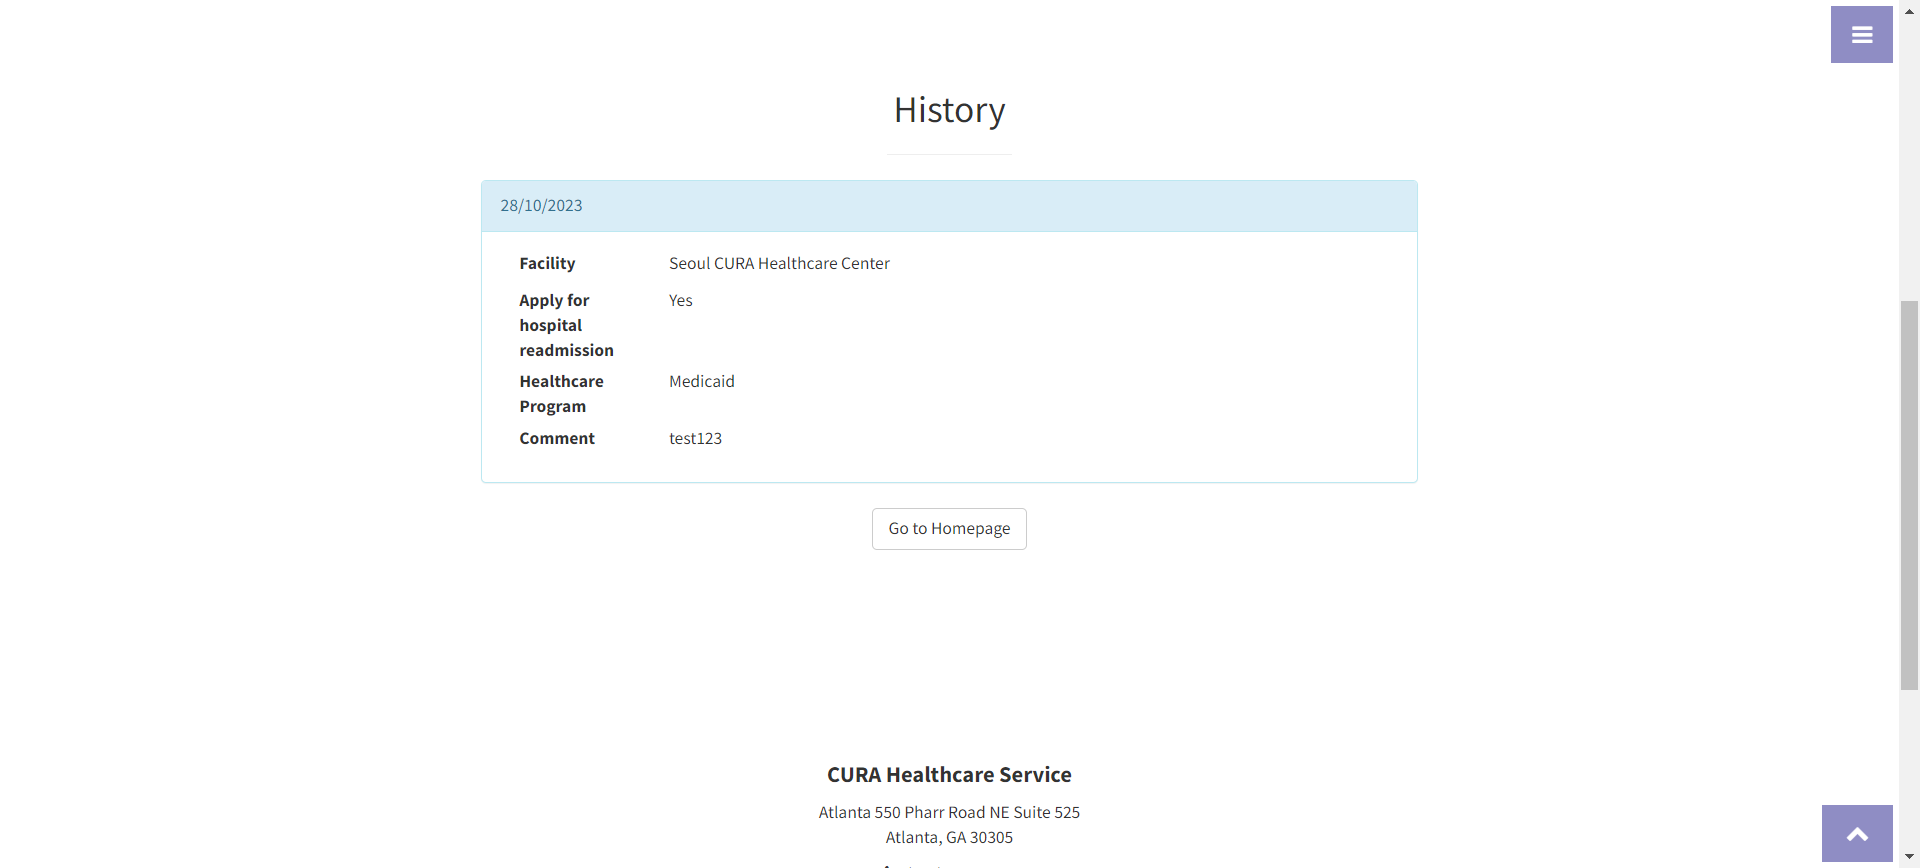 History
28/10/2023
Facility Seoul CURA Healthcare Center
Apply for Yes
hospital
readmission
Healthcare Medicaid
Program
Comment test123
Go to Homepage
CURA Healthcare Service
Atlanta 550 Pharr Road NE Suite 525
Atlanta, GA 30305